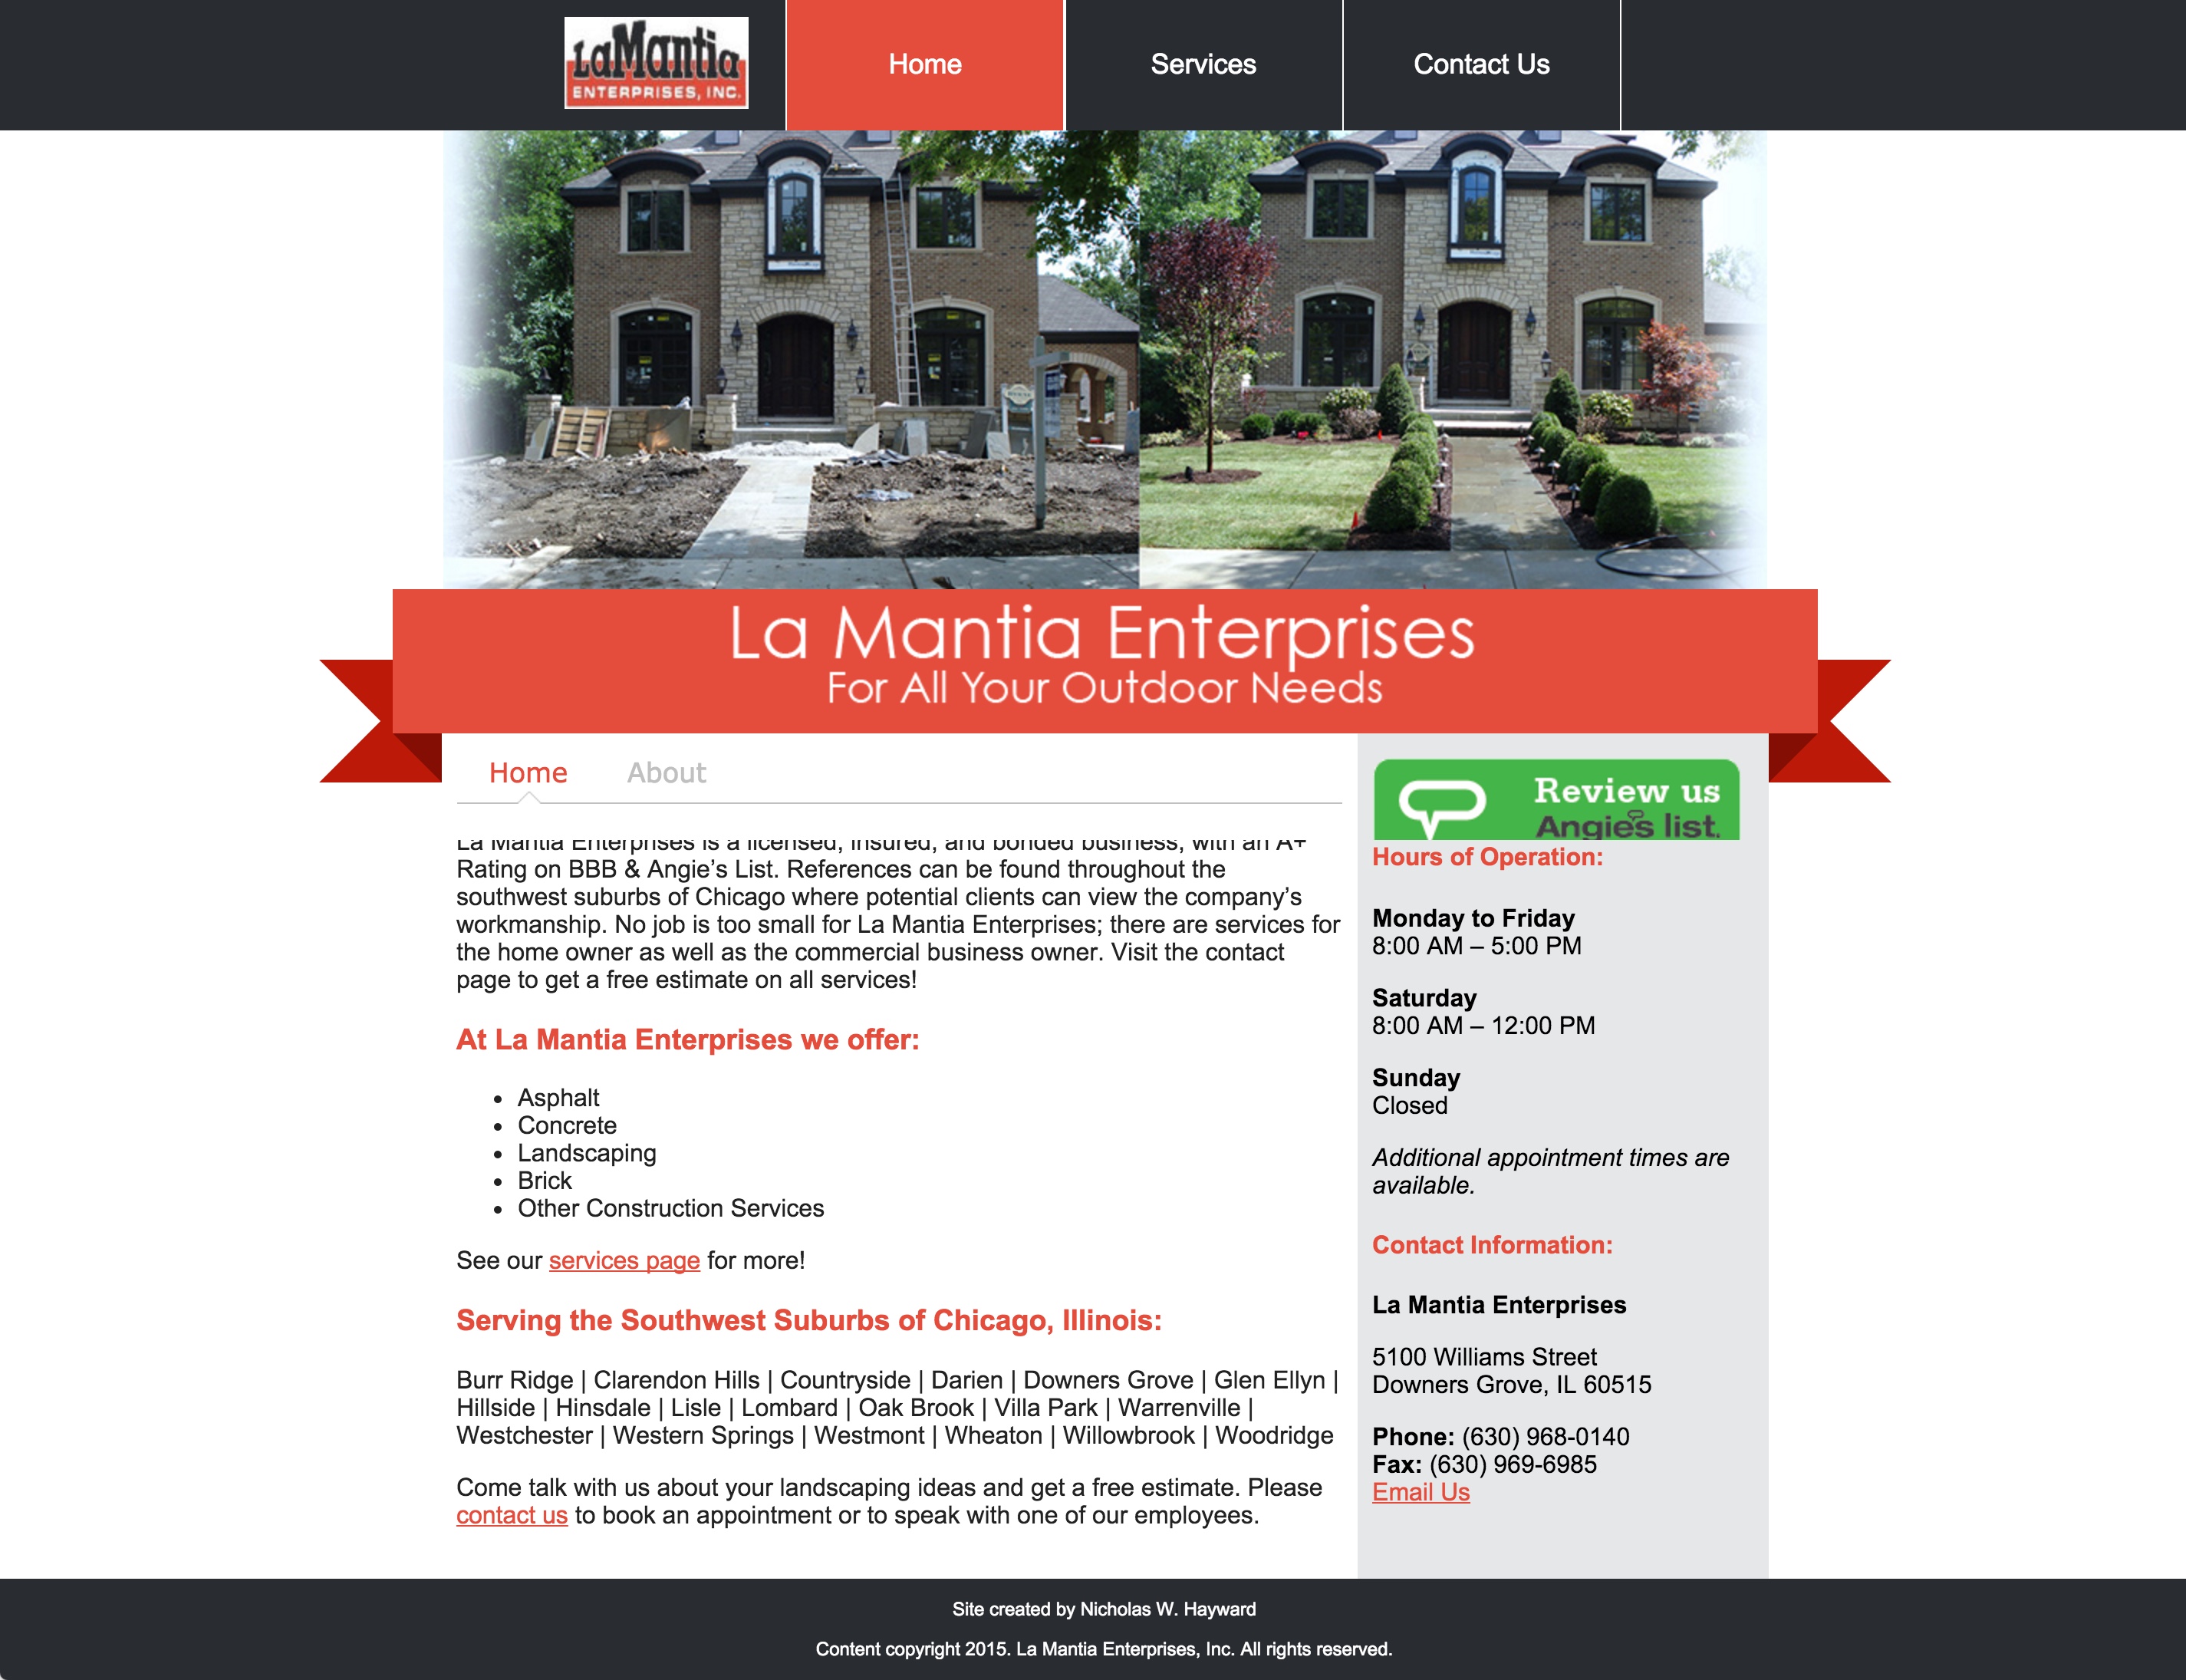 LaMantia
ENTERPRISES, INC.
Home
Services
Contact Us
La Mantia Enterprises
For All Your Outdoor Needs
Home
About
La Mantia Enterprises is a licensed, insured, and bonded business, with an A+
Rating on BBB & Angie’s List. References can be found throughout the
southwest suburbs of Chicago where potential clients can view the company’s
workmanship. No job is too small for La Mantia Enterprises; there are services for
the home owner as well as the commercial business owner. Visit the contact
page to get a free estimate on all services!
At La Mantia Enterprises we offer:
• Asphalt
• Concrete
• Landscaping
• Brick
• Other Construction Services
See our services page for more!
Serving the Southwest Suburbs of Chicago, Illinois:
Burr Ridge | Clarendon Hills | Countryside | Darien | Downers Grove | Glen Ellyn |
Hillside | Hinsdale | Lisle | Lombard | Oak Brook | Villa Park | Warrenville |
Westchester | Western Springs | Westmont | Wheaton | Willowbrook | Woodridge
Come talk with us about your landscaping ideas and get a free estimate. Please
contact us to book an appointment or to speak with one of our employees.
Review us
Angie's list.
Hours of Operation:
Monday to Friday
8:00 AM – 5:00 PM
Saturday
8:00 AM – 12:00 PM
Sunday
Closed
Additional appointment times are
available.
Contact Information:
La Mantia Enterprises
5100 Williams Street
Downers Grove, IL 60515
Phone: (630) 968-0140
Fax: (630) 969-6985
Email Us
Site created by Nicholas W. Hayward
Content copyright 2015. La Mantia Enterprises, Inc. All rights reserved.